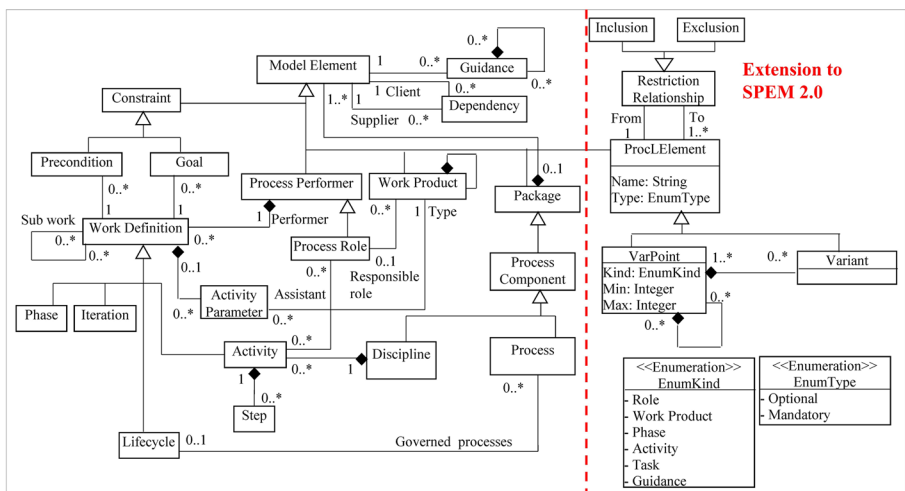 Inclusion
Exclusion
0..*
Model Element
1
0..*
Guidance
0..*
Extension to
SPEM 2.0
Restriction
Relationship
Constraint
1
Client
0..*
1..*
1
Dependency
Supplier
0..*
From
To
1
1..*
Precondition
Goal
ProcLElement
Name: String
Type: EnumType
Process Performer
Work Product
0..1
Package
0..*
0..*
Sub work
1
1
1
Performer
0..*
1
Type
Work Definition
0..*
0..*
0..*
0..1
Process Role
0..*
0..1
Responsible
role
Process
Component
VarPoint
Kind: EnumKind
Min: Integer
Max: Integer
1..*
0..*
Variant
0..*
0..*
Phase
Iteration
0..*
Activity
Parameter
Assistant
0..*
Activity
0..*
0..*
1
Discipline
Process
1
0..*
0..*
Step
Lifecycle
0..1
Governed processes
<<Enumeration>>
EnumKind
- Role
- Work Product
- Phase
- Activity
- Task
- Guidance
<<Enumeration>>
EnumType
- Optional
- Mandatory